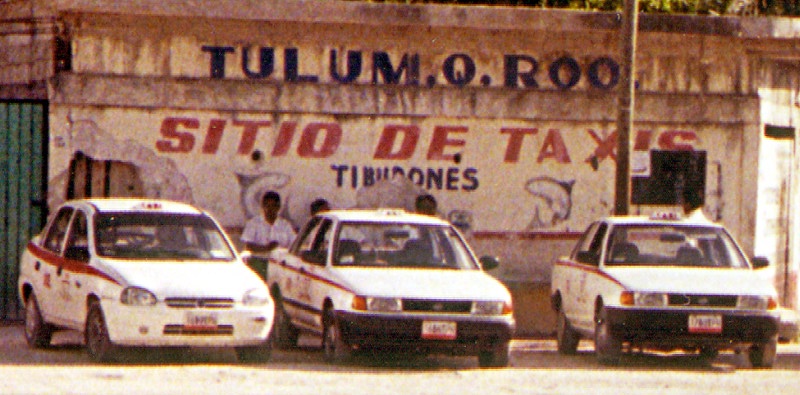 TULUM.Q.ROO.
SITIO DE TAXIS
TIBURONES